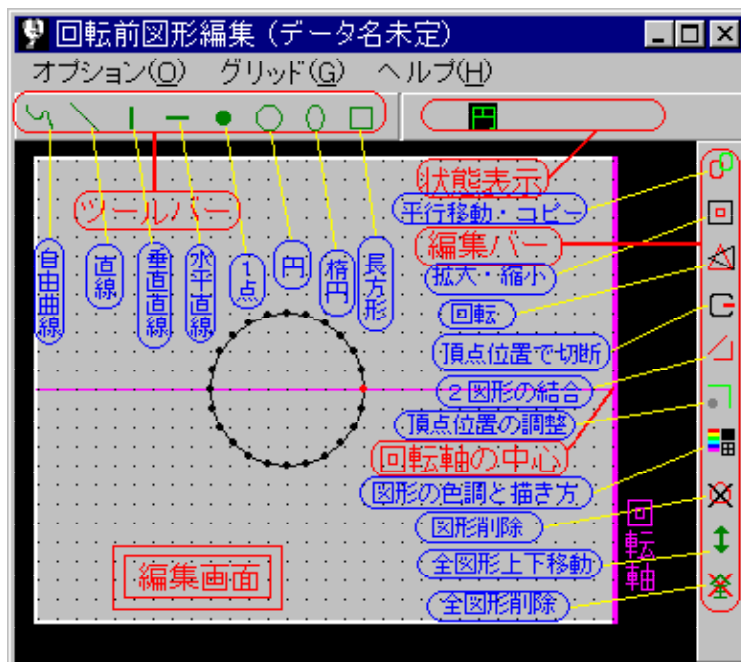 回転前図形編集(データ名未定)
オプション(O) グリッド(G) ヘルプ(H)
円
状態表示
ツールバー
平行移動・コピー
編集バー
自由曲線
直線
垂直直線
水平直線
1点
円
楕円
長方形
拡大・縮小
回転
頂点位置で切断
2図形の結合
頂点位置の調整
回転軸の中心
図形の色調と描き方
図形削除
全図形上下移動
全図形削除
回転軸
編集画面